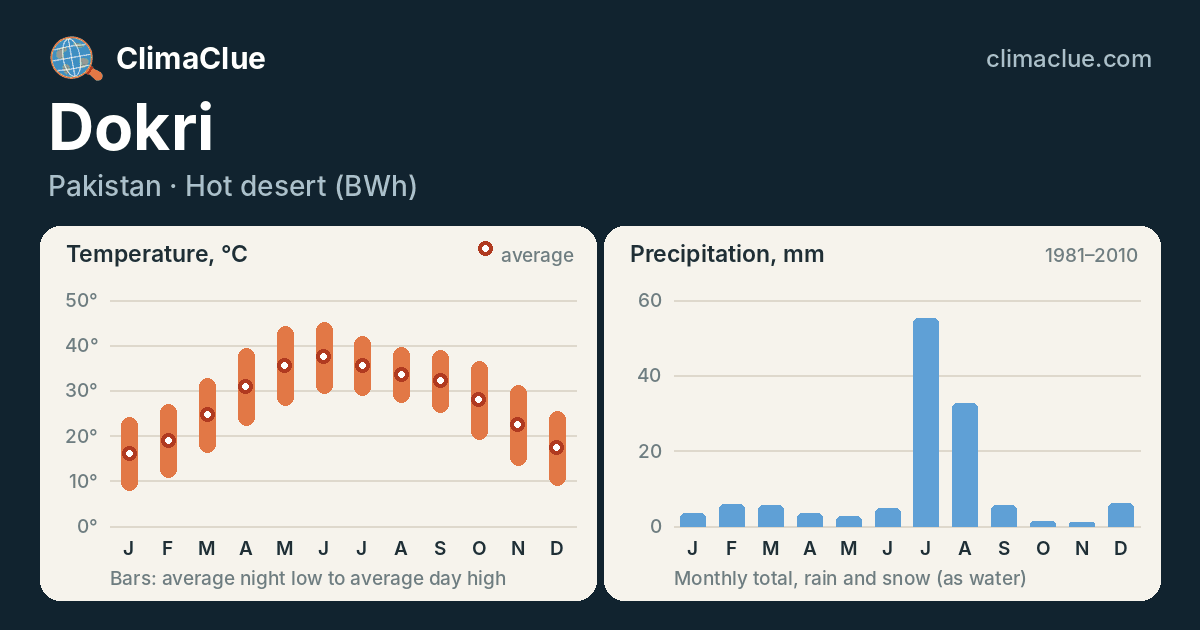 ClimaClue
climaclue.com
Dokri
Pakistan · Hot desert (BWh)
Temperature, °C
average
50°
40°
30°
20°
10°
0°
J F M A M J J A S O N D
Bars: average night low to average day high
Precipitation, mm
1981–2010
60
40
20
0
J F M A M J J A S O N D
Monthly total, rain and snow (as water)